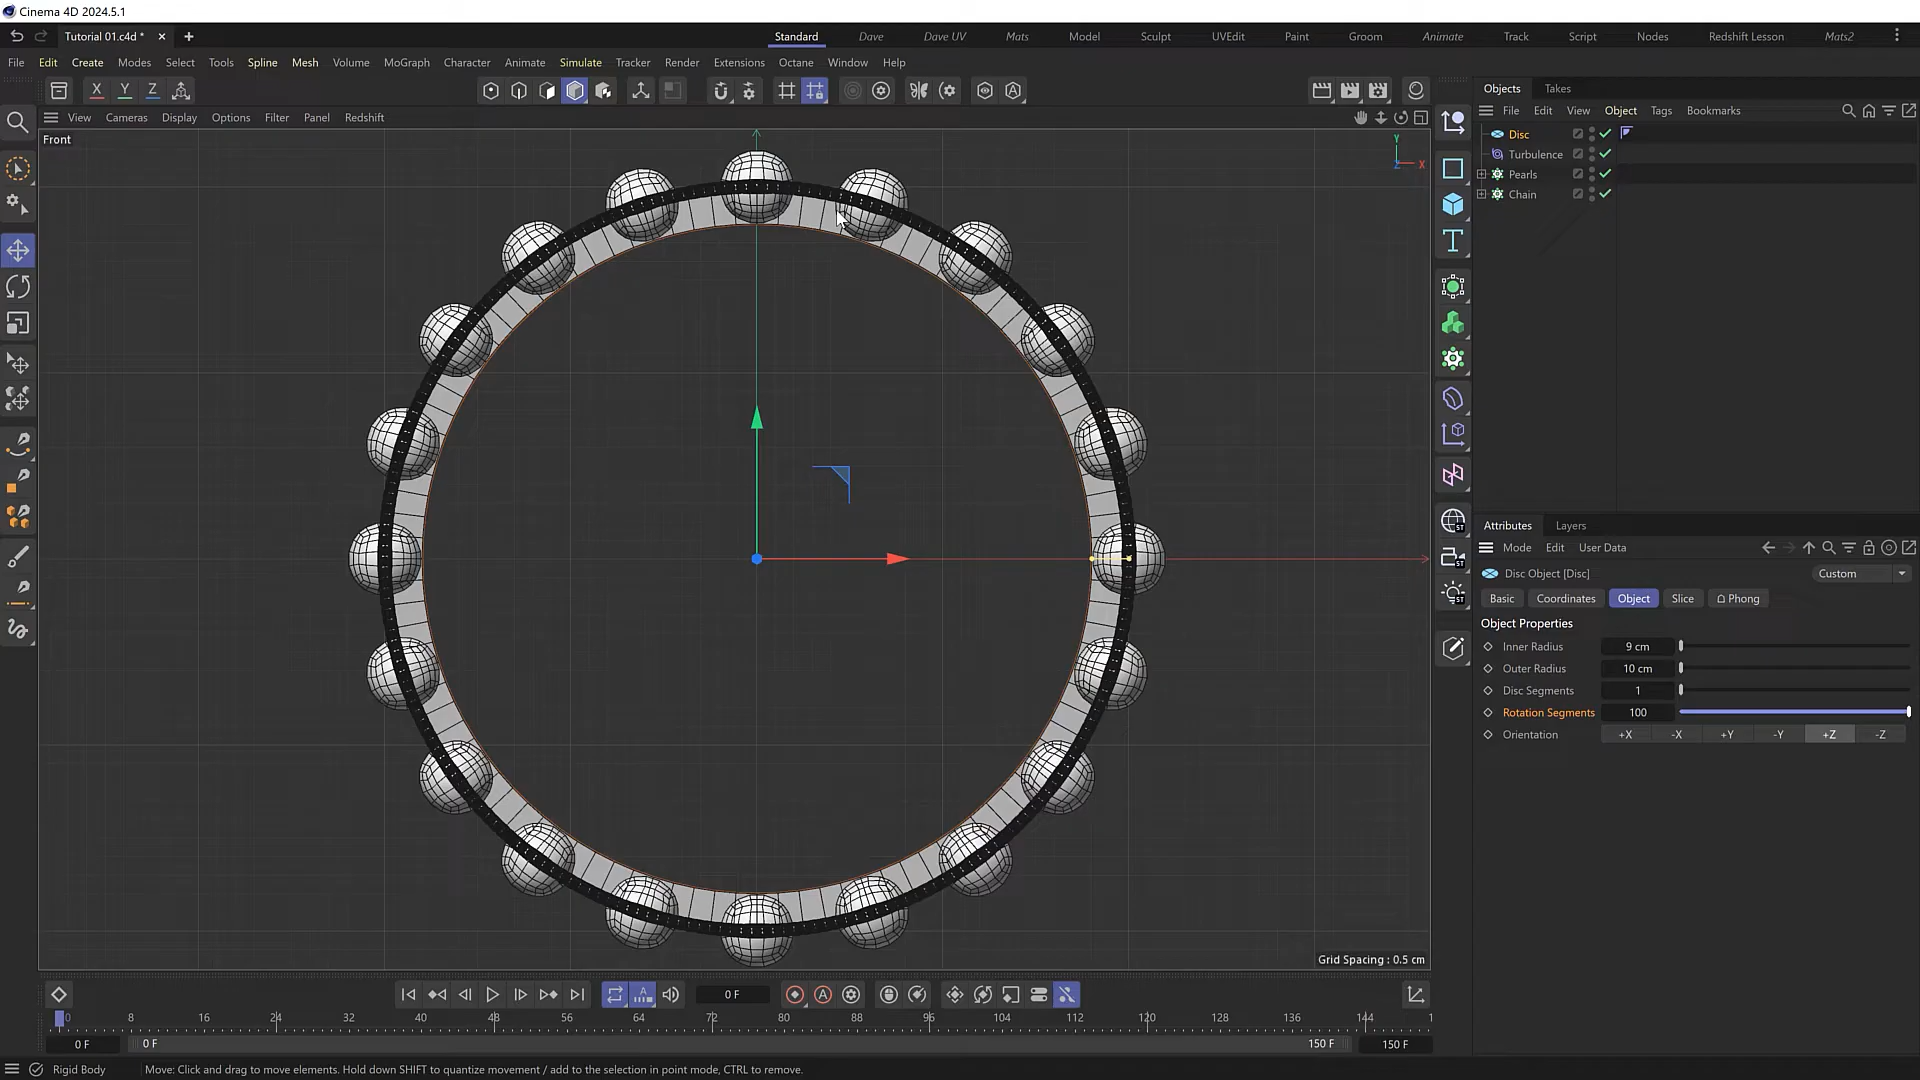 Cinema 4D 2024.5.1
Tutorial 01.c4d *
Standard Dave Dave UV Mats Model Sculpt UVEdit Paint Groom Animate Track Script Nodes Redshift Lesson Mats2
File Edit Create Modes Select Tools Spline Mesh Volume MoGraph Character Animate Simulate Tracker Render Extensions Octane Window Help
X Y Z
Objects Takes
File Edit View Object Tags Bookmarks
View Cameras Display Options Filter Panel Redshift
Front
Y
X
Z
Disc
Turbulence
Pearls
Chain
ST
ST
ST
Attributes Layers
Mode Edit User Data
Disc Object [Disc]
Custom
Basic Coordinates Object Slice Phong
Object Properties
Inner Radius 9 cm
Outer Radius 10 cm
Disc Segments 1
Rotation Segments 100
Orientation +X -X +Y -Y +Z -Z
Grid Spacing : 0.5 cm
0 F
0 8 16 24 32 40 48 56 64 72 80 88 96 104 112 120 128 136 144 1
0 F 0 F 150 F 150 F
Rigid Body Move: Click and drag to move elements. Hold down SHIFT to quantize movement / add to the selection in point mode, CTRL to remove.